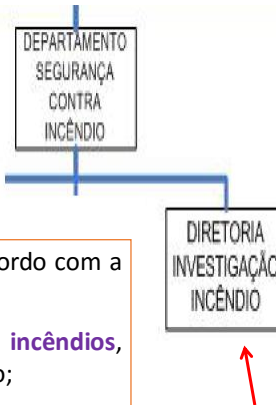 DEPARTAMENTO
SEGURANÇA
CONTRA
INCÊNDIO
DIRETORIA
INVESTIGAÇÃO
INCÊNDIO
ordo com a
incêndios,
o;